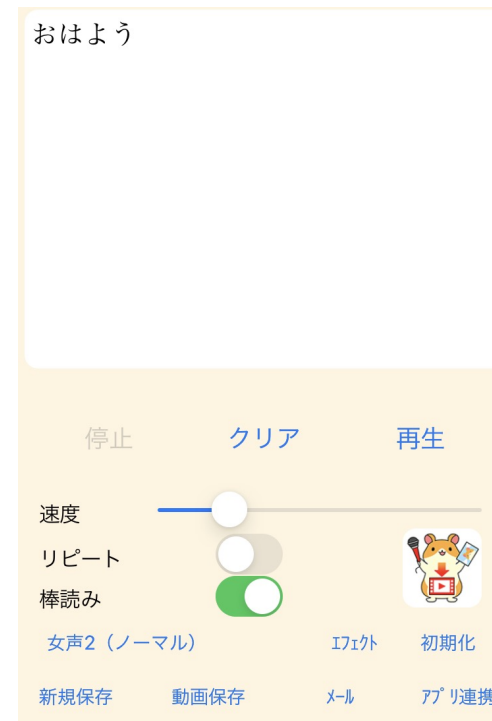 おはよう
停止 クリア 再生
速度
リピート
棒読み
女声2（ノーマル） ｴﾌｪｸﾄ 初期化
新規保存 動画保存 ﾒｰﾙ ｱﾌﾟﾘ連携